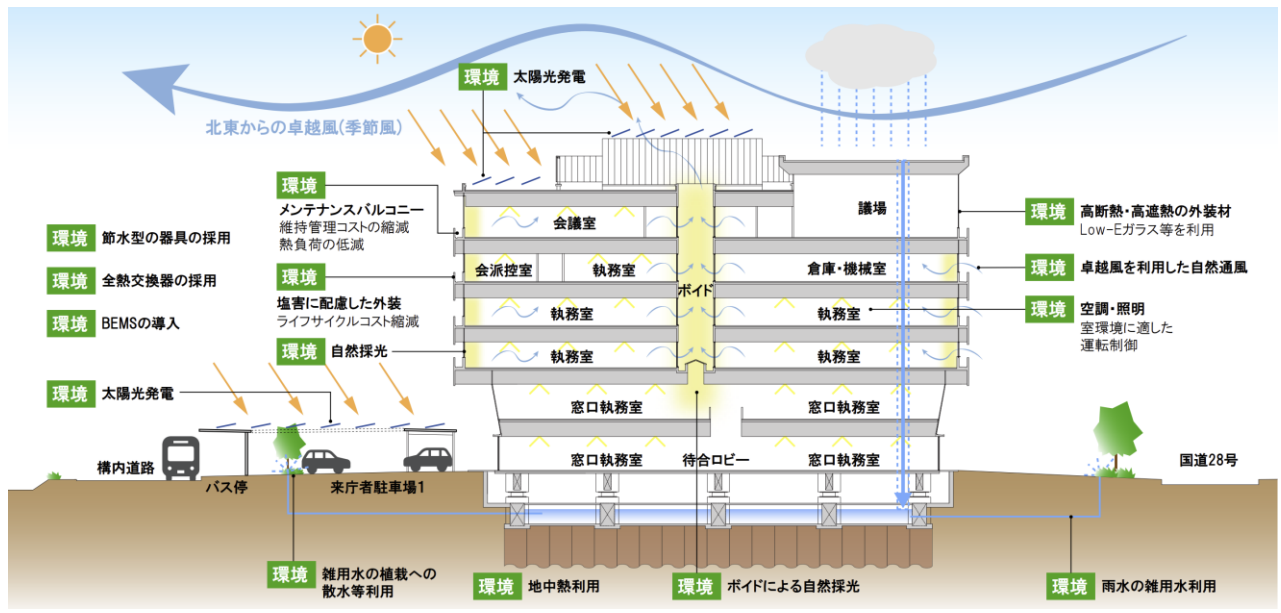 環境 太陽光発電
北東からの卓越風(季節風)
環境
メンテナンスバルコニー
維持管理コストの縮減
熱負荷の低減
環境 節水型の器具の採用
環境 全熱交換器の採用
環境 BEMSの導入
環境
塩害に配慮した外装
ライフサイクルコスト縮減
環境 自然採光
環境 太陽光発電
会議室
議場
会派控室
執務室
倉庫・機械室
ボイド
執務室
執務室
執務室
執務室
窓口執務室
窓口執務室
窓口執務室
待合ロビー
窓口執務室
環境 高断熱・高遮熱の外装材
Low-Eガラス等を利用
環境 卓越風を利用した自然通風
環境 空調・照明
室環境に適した
運転制御
構内道路
バス停
来庁者駐車場1
国道28号
環境 雑用水の植栽への
散水等利用
環境 地中熱利用
環境 ボイドによる自然採光
環境 雨水の雑用水利用